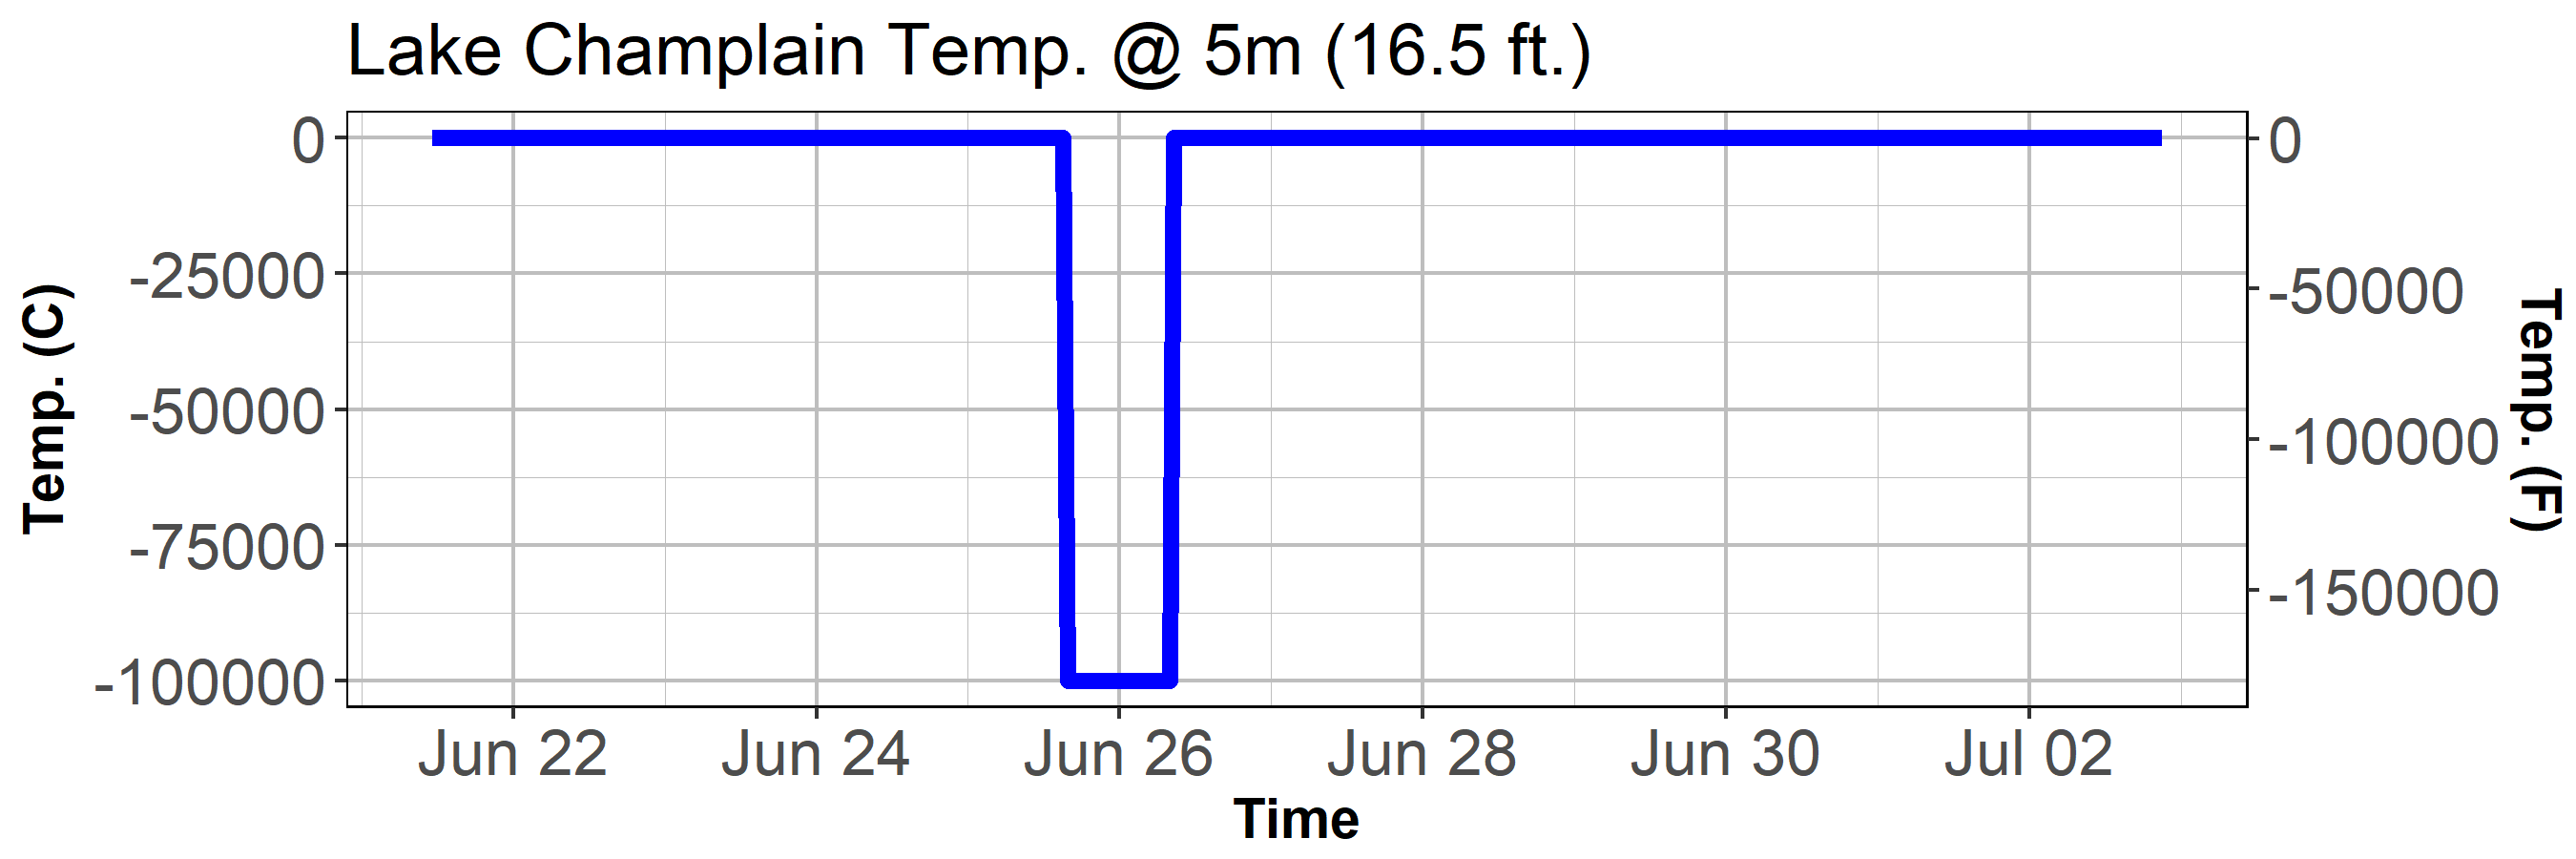 Lake Champlain Temp. @ 5m (16.5 ft.)
Temp. (C)
0
-25000
-50000
-75000
-100000
0
-50000
-100000
-150000
Temp. (F)
Jun 22 Jun 24 Jun 26 Jun 28 Jun 30 Jul 02
Time